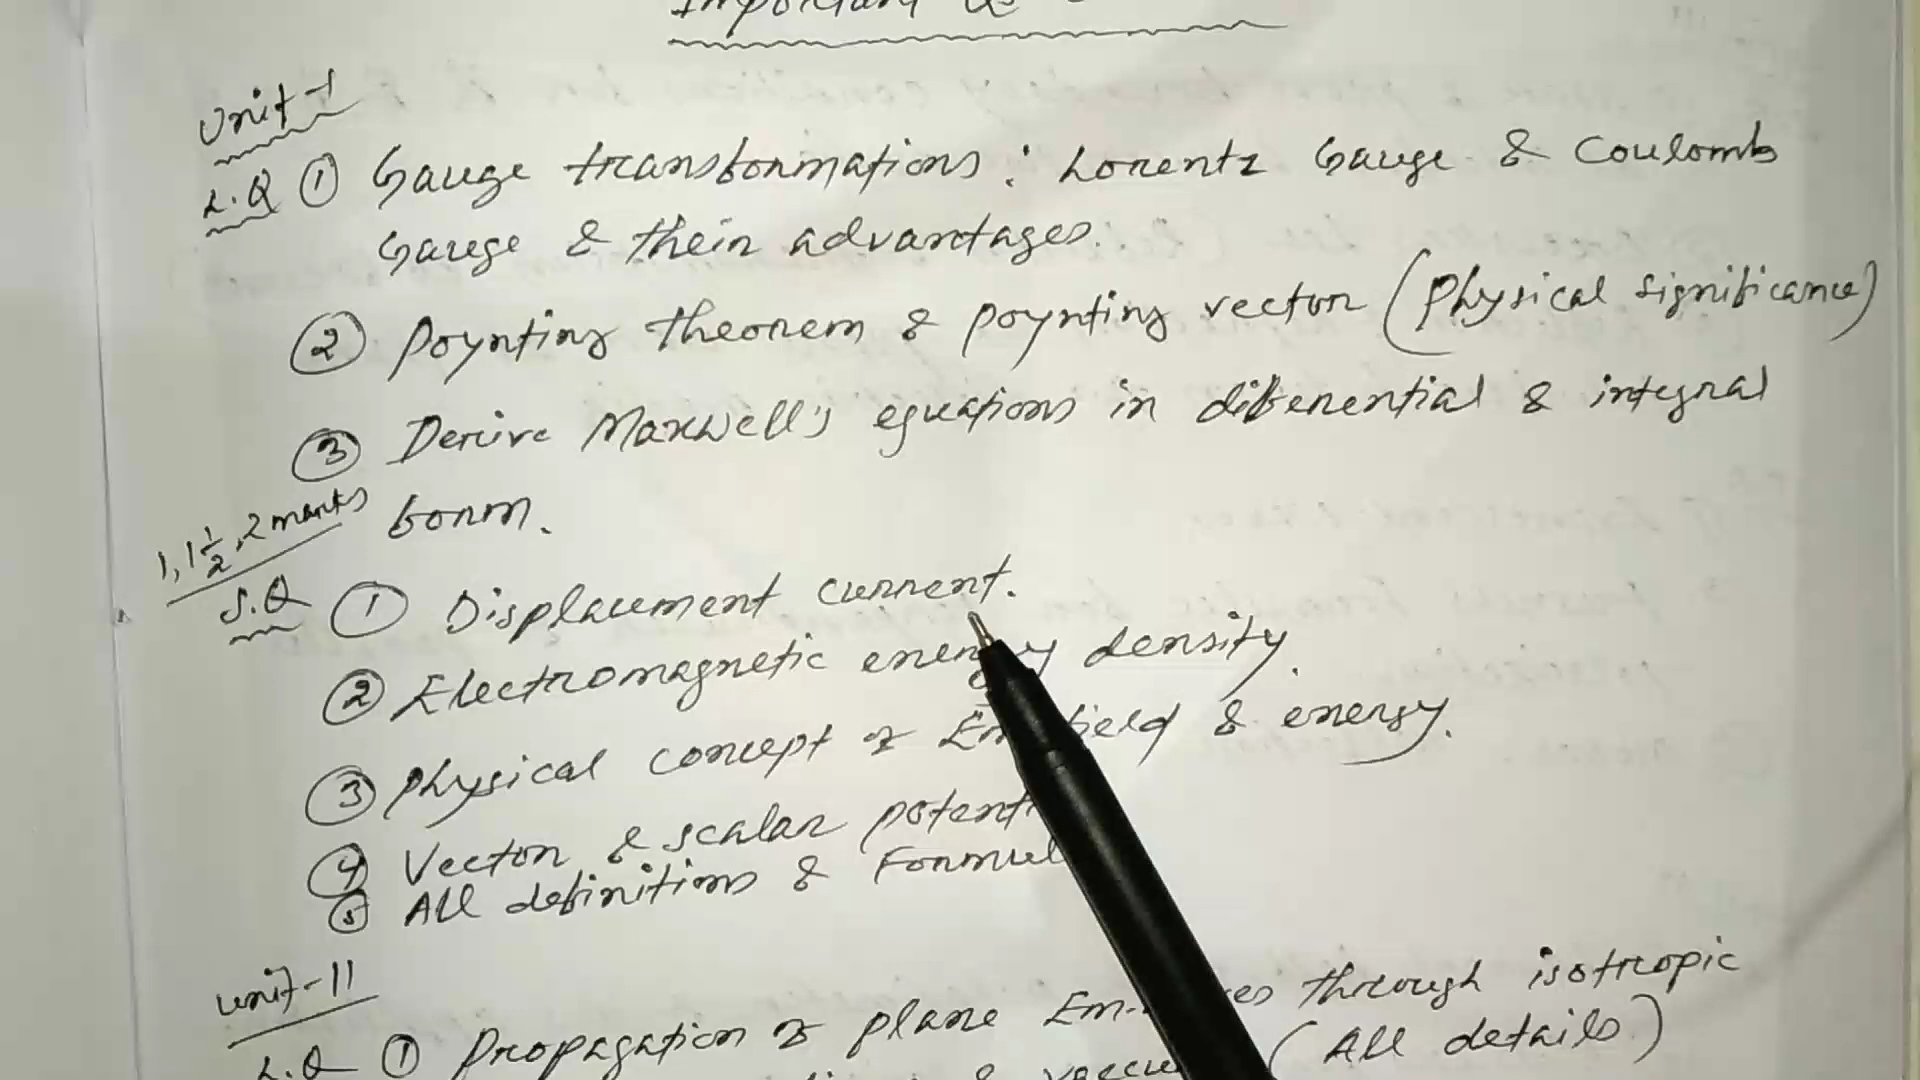 Important
Unit-1
L.Q ① Gauge transformations: Lorentz Gauge & Coulomb
Gauge & their advantages.
② Poynting theorem & poynting vector (Physical significance)
③ Derive Maxwell's equations in differential & integral
form.
1, 1½, 2 marks
S.Q ① Displacement current.
② Electromagnetic energy density.
③ Physical concept of Em field & energy.
④ Vector & scalar
⑤ All definitions &
Unit-11
L.Q ① Propagation of plane Em- through isotropic
& (All details)